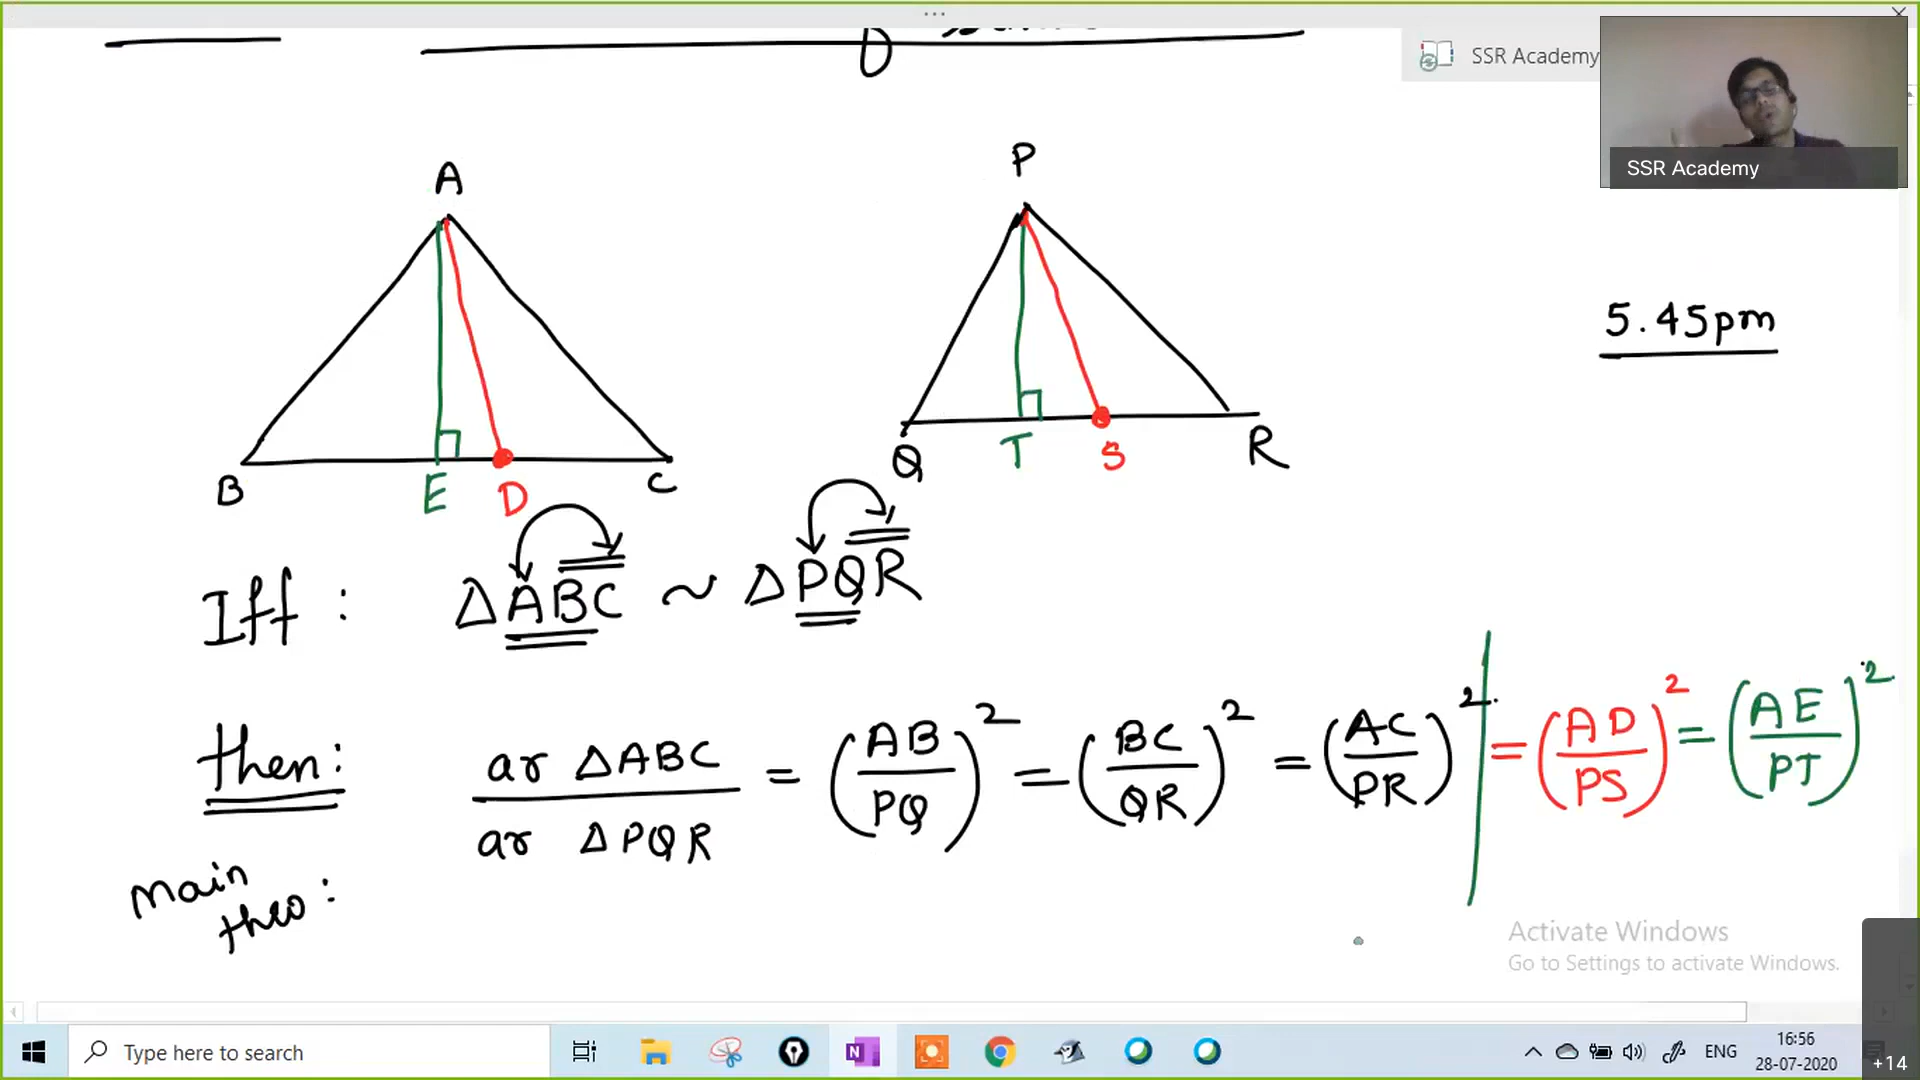 SSR Academy
SSR Academy
A
P
5.45pm
B
E
D
C
Q
T
S
R
Iff : ΔABC ~ ΔPQR
then: ar ΔABC / ar ΔPQR = (AB/PQ)² = (BC/QR)² = (AC/PR)² = (AD/PS)² = (AE/PT)²
Main
theo:
Activate Windows
Go to Settings to activate Windows.
Type here to search
ENG
16:56
28-07-2020
+14